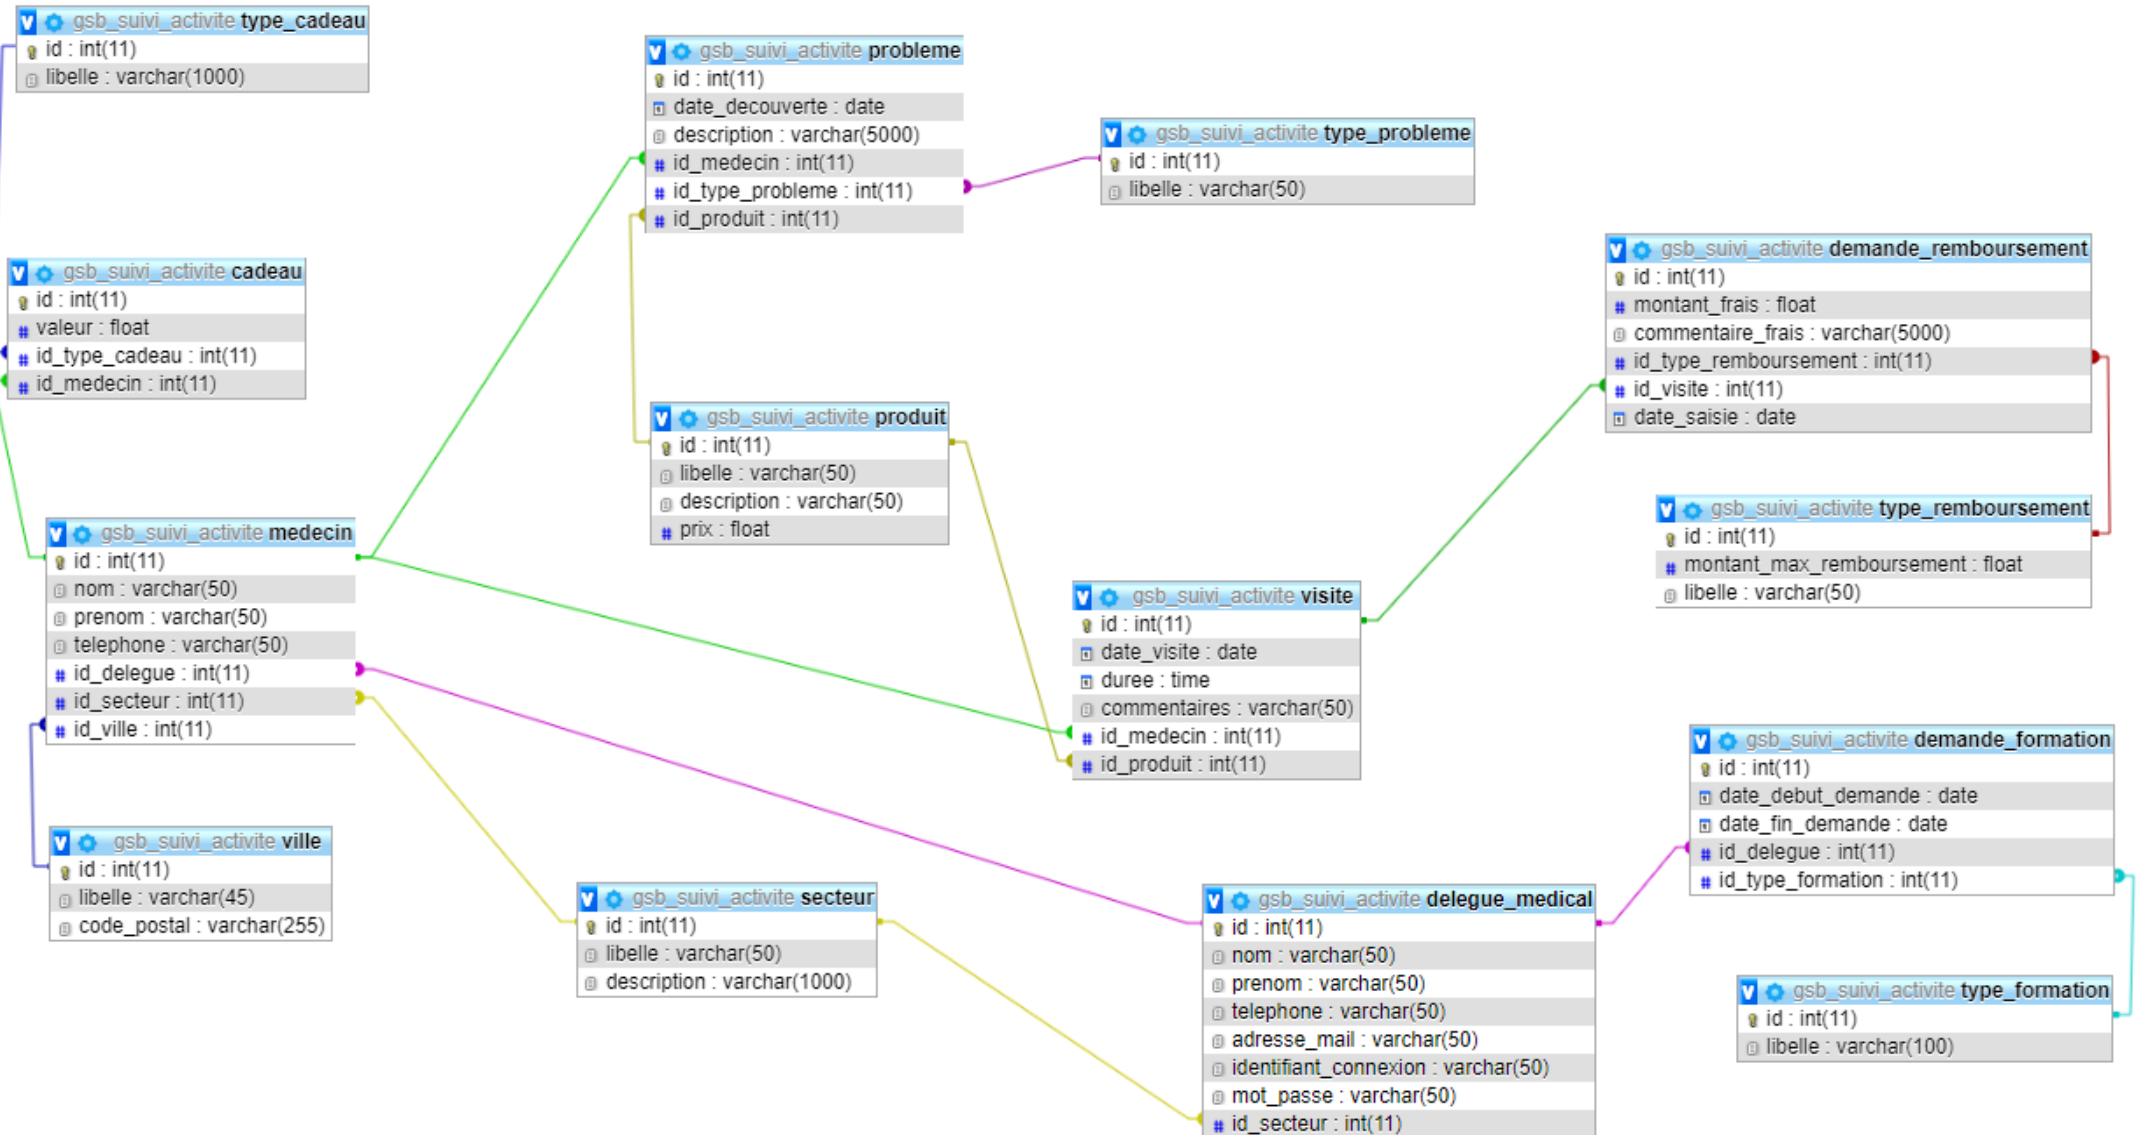 gsb_suivi_activite type_cadeau
id : int(11)
libelle : varchar(1000)
gsb_suivi_activite probleme
id : int(11)
date_decouverte : date
description : varchar(5000)
id_medecin : int(11)
id_type_probleme : int(11)
id_produit : int(11)
gsb_suivi_activite type_probleme
id : int(11)
libelle : varchar(50)
gsb_suivi_activite demande_remboursement
id : int(11)
montant_frais : float
commentaire_frais : varchar(5000)
id_type_remboursement : int(11)
id_visite : int(11)
date_saisie : date
gsb_suivi_activite cadeau
id : int(11)
valeur : float
id_type_cadeau : int(11)
id_medecin : int(11)
gsb_suivi_activite produit
id : int(11)
libelle : varchar(50)
description : varchar(50)
prix : float
gsb_suivi_activite type_remboursement
id : int(11)
montant_max_remboursement : float
libelle : varchar(50)
gsb_suivi_activite medecin
id : int(11)
nom : varchar(50)
prenom : varchar(50)
telephone : varchar(50)
id_delegue : int(11)
id_secteur : int(11)
id_ville : int(11)
gsb_suivi_activite visite
id : int(11)
date_visite : date
duree : time
commentaires : varchar(50)
id_medecin : int(11)
id_produit : int(11)
gsb_suivi_activite demande_formation
id : int(11)
date_debut_demande : date
date_fin_demande : date
id_delegue : int(11)
id_type_formation : int(11)
gsb_suivi_activite ville
id : int(11)
libelle : varchar(45)
code_postal : varchar(255)
gsb_suivi_activite secteur
id : int(11)
libelle : varchar(50)
description : varchar(1000)
gsb_suivi_activite delegue_medical
id : int(11)
nom : varchar(50)
prenom : varchar(50)
telephone : varchar(50)
adresse_mail : varchar(50)
identifiant_connexion : varchar(50)
mot_passe : varchar(50)
id_secteur : int(11)
gsb_suivi_activite type_formation
id : int(11)
libelle : varchar(100)